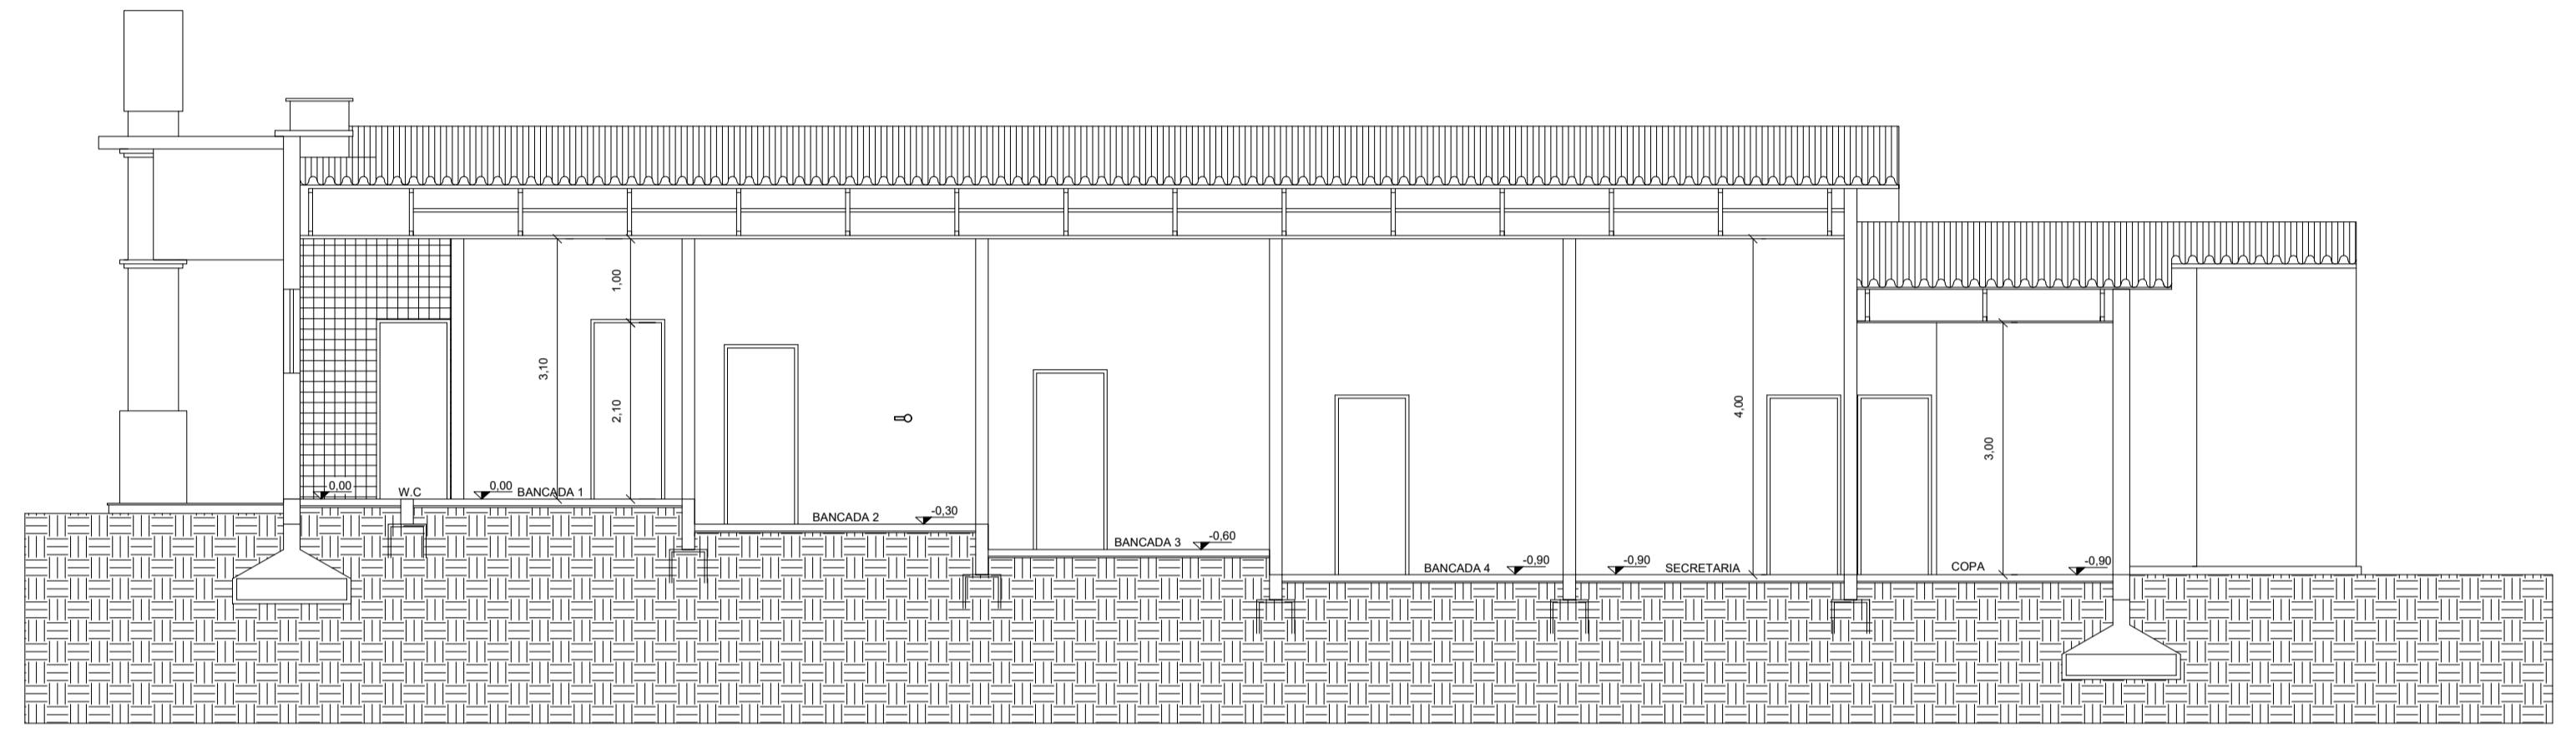 1,00
3,10
2,10
4,00
3,00
0,00
W.C
0,00
BANCADA 1
BANCADA 2
-0,30
BANCADA 3
-0,60
BANCADA 4
-0,90
-0,90
SECRETARIA
COPA
-0,90